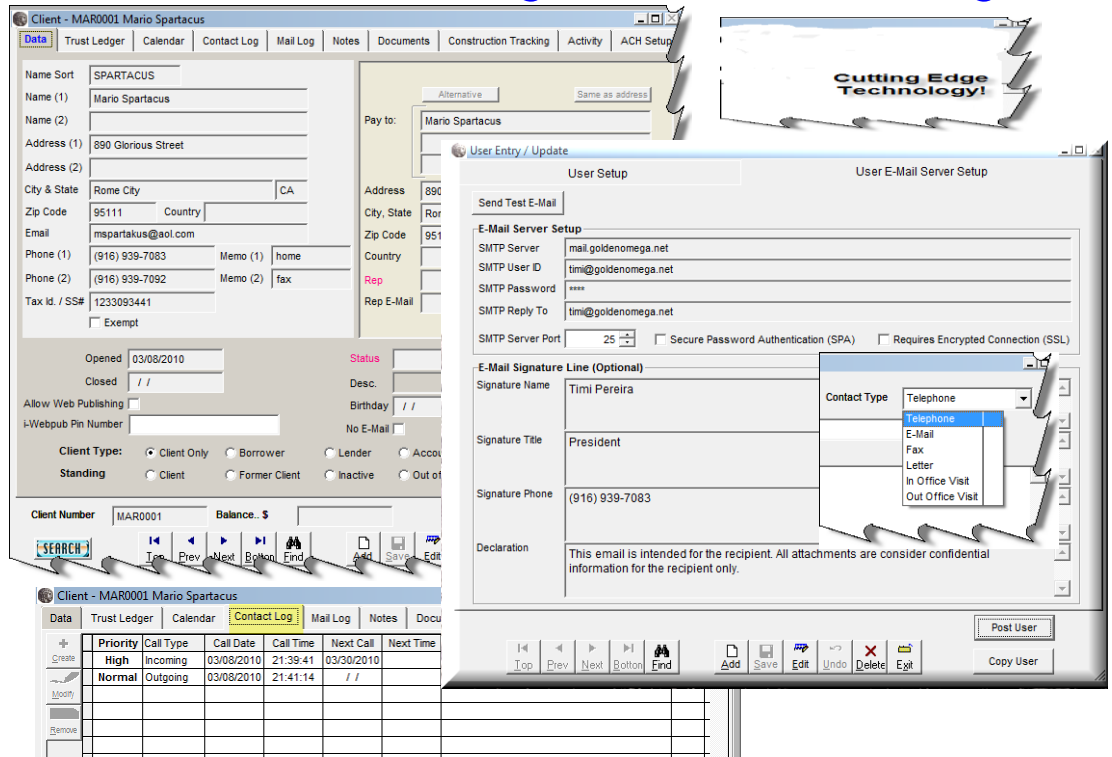 Client - MAR0001 Mario Spartacus
Data Trust Ledger Calendar Contact Log Mail Log Notes Documents Construction Tracking Activity ACH Setup
Name Sort SPARTACUS
Name (1) Mario Spartacus
Name (2)
Address (1) 890 Glorious Street
Address (2)
City & State Rome City CA
Zip Code 95111 Country
Email mspartakus@aol.com
Phone (1) (916) 939-7083 Memo (1) home
Phone (2) (916) 939-7092 Memo (2) fax
Tax Id. / SS# 1233093441
Exempt
Alternative Same as address
Pay to: Mario Spartacus
Address 890
City, State Ro
Zip Code 951
Country
Rep
Rep E-Mail
Opened 03/08/2010 Status
Closed / / Desc.
Allow Web Publishing Birthday / /
i-Webpub Pin Number No E-Mail
Client Type: Client Only Borrower Lender Accou
Standing Client Former Client Inactive Out of
Client Number MAR0001 Balance.. $
SEARCH Top Prev Next Botton Find Add Save Edit
Cutting Edge
Technology!
User Entry / Update
User Setup User E-Mail Server Setup
Send Test E-Mail
E-Mail Server Setup
SMTP Server mail.goldenomega.net
SMTP User ID timi@goldenomega.net
SMTP Password ****
SMTP Reply To timi@goldenomega.net
SMTP Server Port 25 Secure Password Authentication (SPA) Requires Encrypted Connection (SSL)
E-Mail Signature Line (Optional)
Signature Name Timi Pereira
Signature Title President
Signature Phone (916) 939-7083
Declaration This email is intended for the recipient. All attachments are consider confidential
information for the recipient only.
Contact Type Telephone
Telephone
E-Mail
Fax
Letter
In Office Visit
Out Office Visit
Post User
Top Prev Next Botton Find Add Save Edit Undo Delete Exit Copy User
Client - MAR0001 Mario Spartacus
Data Trust Ledger Calendar Contact Log Mail Log Notes Docu
Create Priority Call Type Call Date Call Time Next Call Next Time
High Incoming 03/08/2010 21:39:41 03/30/2010
Normal Outgoing 03/08/2010 21:41:14 / /
Modify
Remove